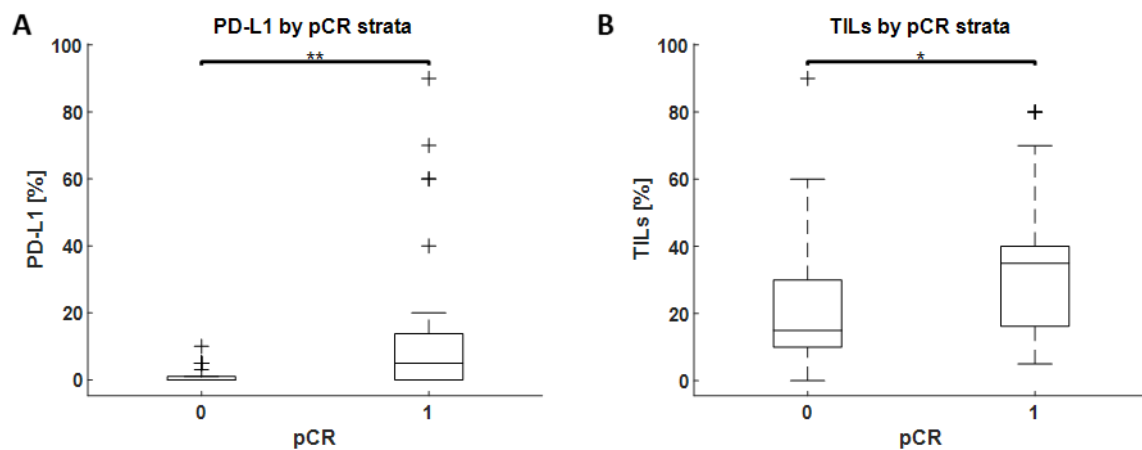 A
PD-L1 by pCR strata
**
PD-L1 [%]
100
80
60
40
20
0
0 1
pCR
B
TILs by pCR strata
*
TILs [%]
100
80
60
40
20
0
0 1
pCR